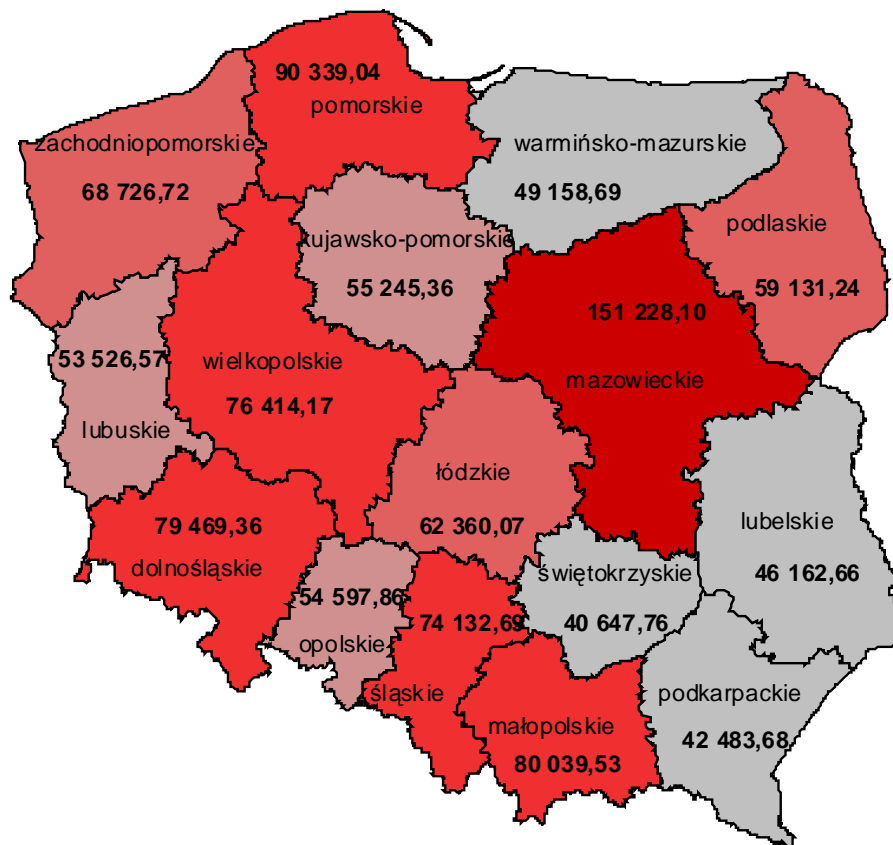 90 339,04
pomorskie
zachodniopomorskie
68 726,72
warmińsko-mazurskie
49 158,69
podlaskie
59 131,24
kujawsko-pomorskie
55 245,36
151 228,10
mazowieckie
53 526,57
lubuskie
wielkopolskie
76 414,17
łódzkie
62 360,07
79 469,36
dolnośląskie
lubelskie
46 162,66
świętokrzyskie
40 647,76
54 597,86
opolskie
74 132,69
śląskie
małopolskie
80 039,53
podkarpackie
42 483,68